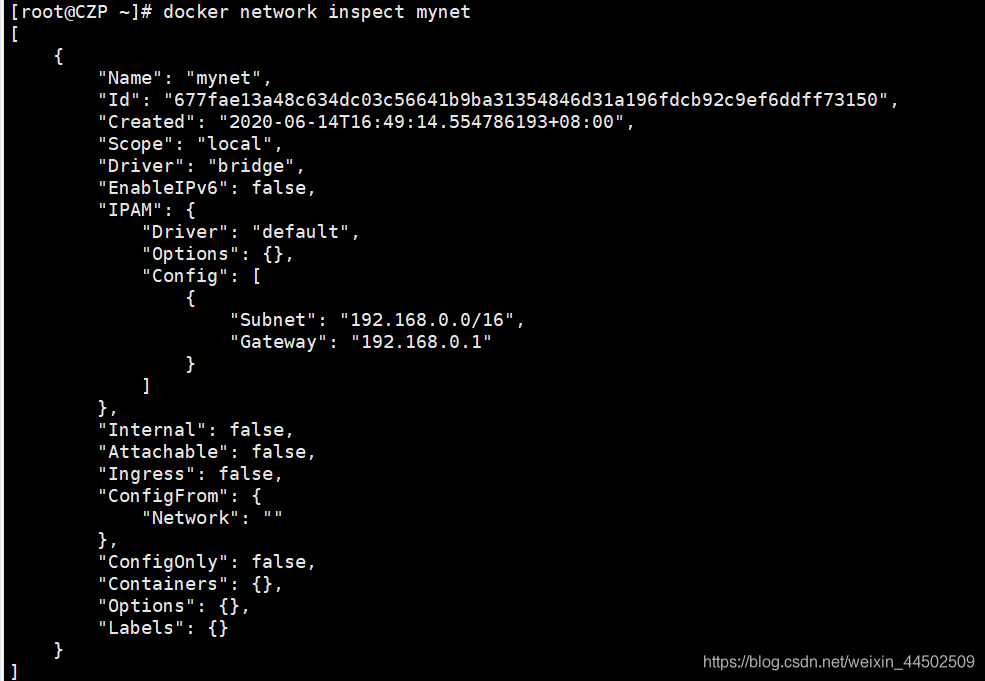 [root@CZP ~]# docker network inspect mynet
[
    {
        "Name": "mynet",
        "Id": "677fae13a48c634dc03c56641b9ba31354846d31a196fdcb92c9ef6ddff73150",
        "Created": "2020-06-14T16:49:14.554786193+08:00",
        "Scope": "local",
        "Driver": "bridge",
        "EnableIPv6": false,
        "IPAM": {
            "Driver": "default",
            "Options": {},
            "Config": [
                {
                    "Subnet": "192.168.0.0/16",
                    "Gateway": "192.168.0.1"
                }
            ]
        },
        "Internal": false,
        "Attachable": false,
        "Ingress": false,
        "ConfigFrom": {
            "Network": ""
        },
        "ConfigOnly": false,
        "Containers": {},
        "Options": {},
        "Labels": {}
    }
]
https://blog.csdn.net/weixin_44502509